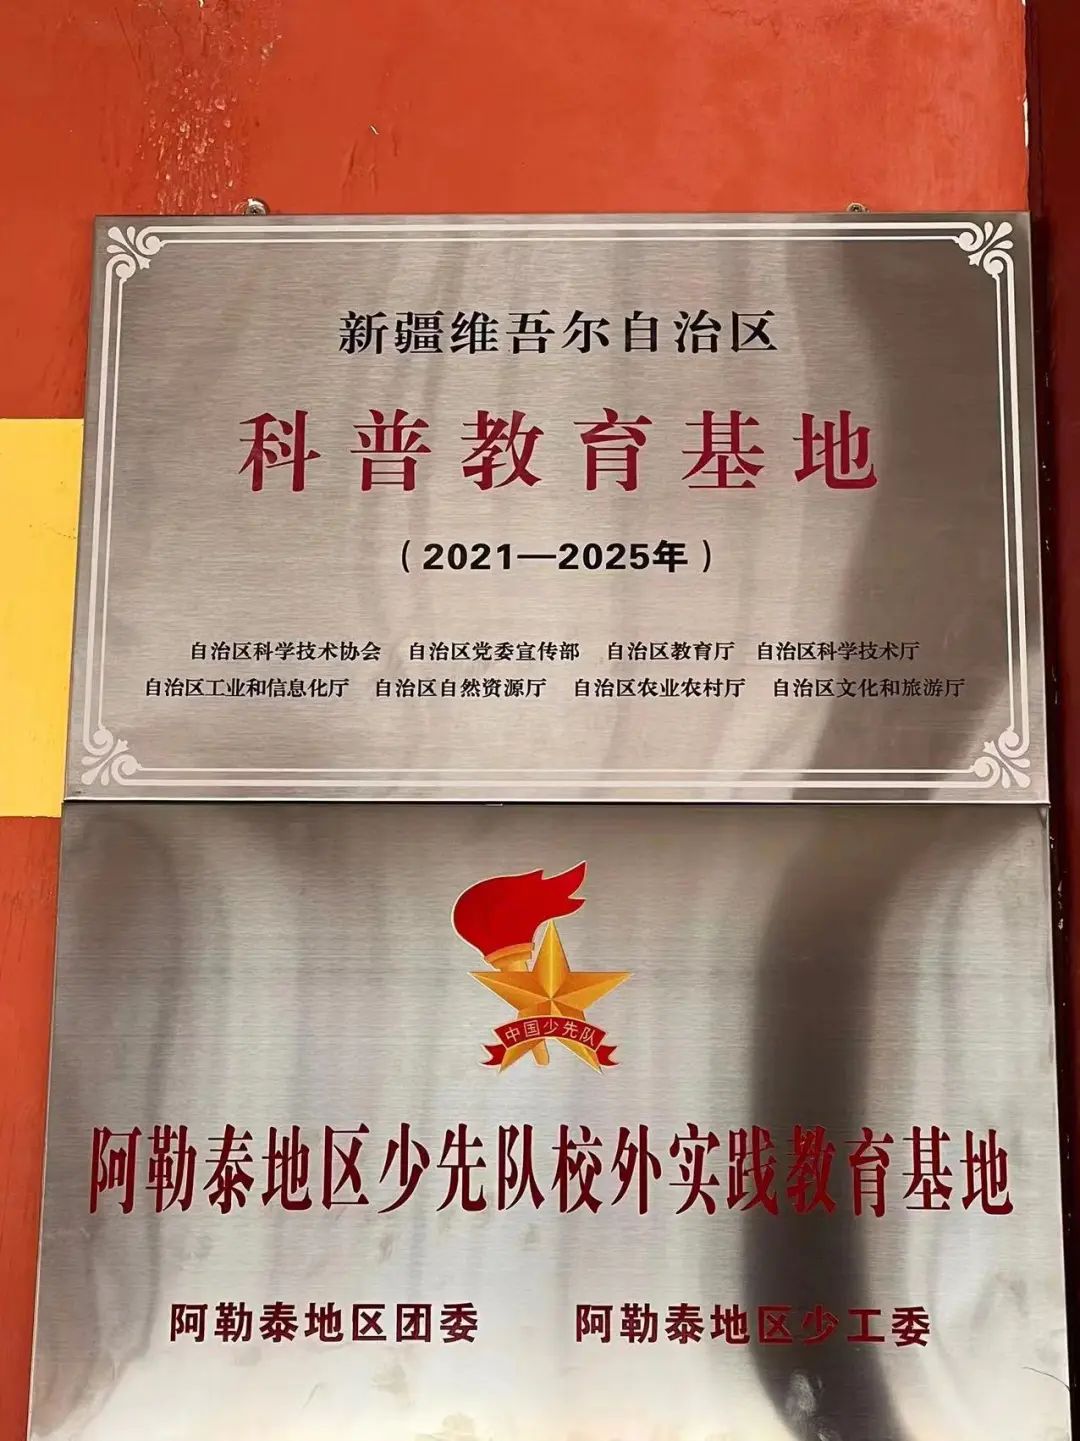 新疆维吾尔自治区
科普教育基地
（2021—2025年）
自治区科学技术协会 自治区党委宣传部 自治区教育厅 自治区科学技术厅
自治区工业和信息化厅 自治区自然资源厅 自治区农业农村厅 自治区文化和旅游厅
中国少先队
阿勒泰地区少先队校外实践教育基地
阿勒泰地区团委 阿勒泰地区少工委